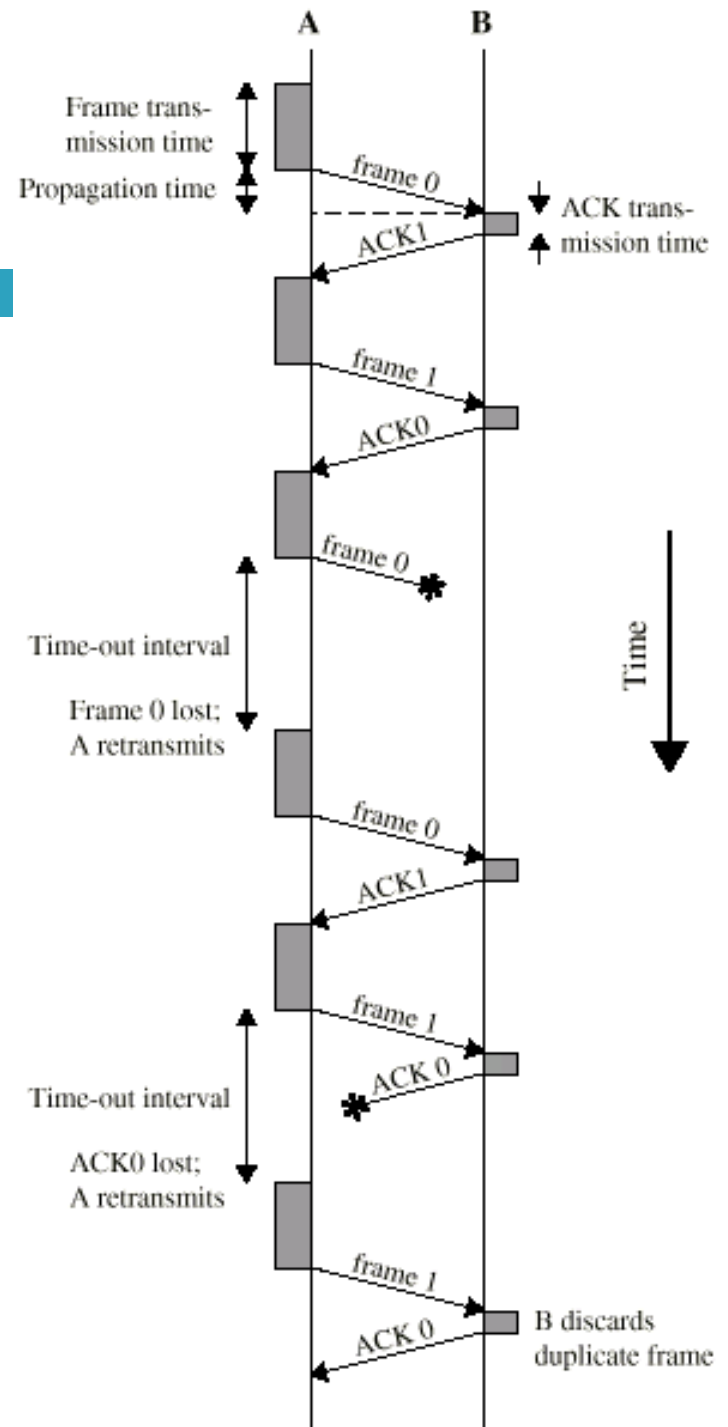 A
B
Frame trans-
mission time
frame 0
Propagation time
ACK trans-
mission time
ACK1
frame 1
ACK0
frame 0
Time-out interval
Time
Frame 0 lost;
A retransmits
frame 0
ACK1
frame 1
ACK 0
Time-out interval
ACK0 lost;
A retransmits
frame 1
ACK 0
B discards
duplicate frame